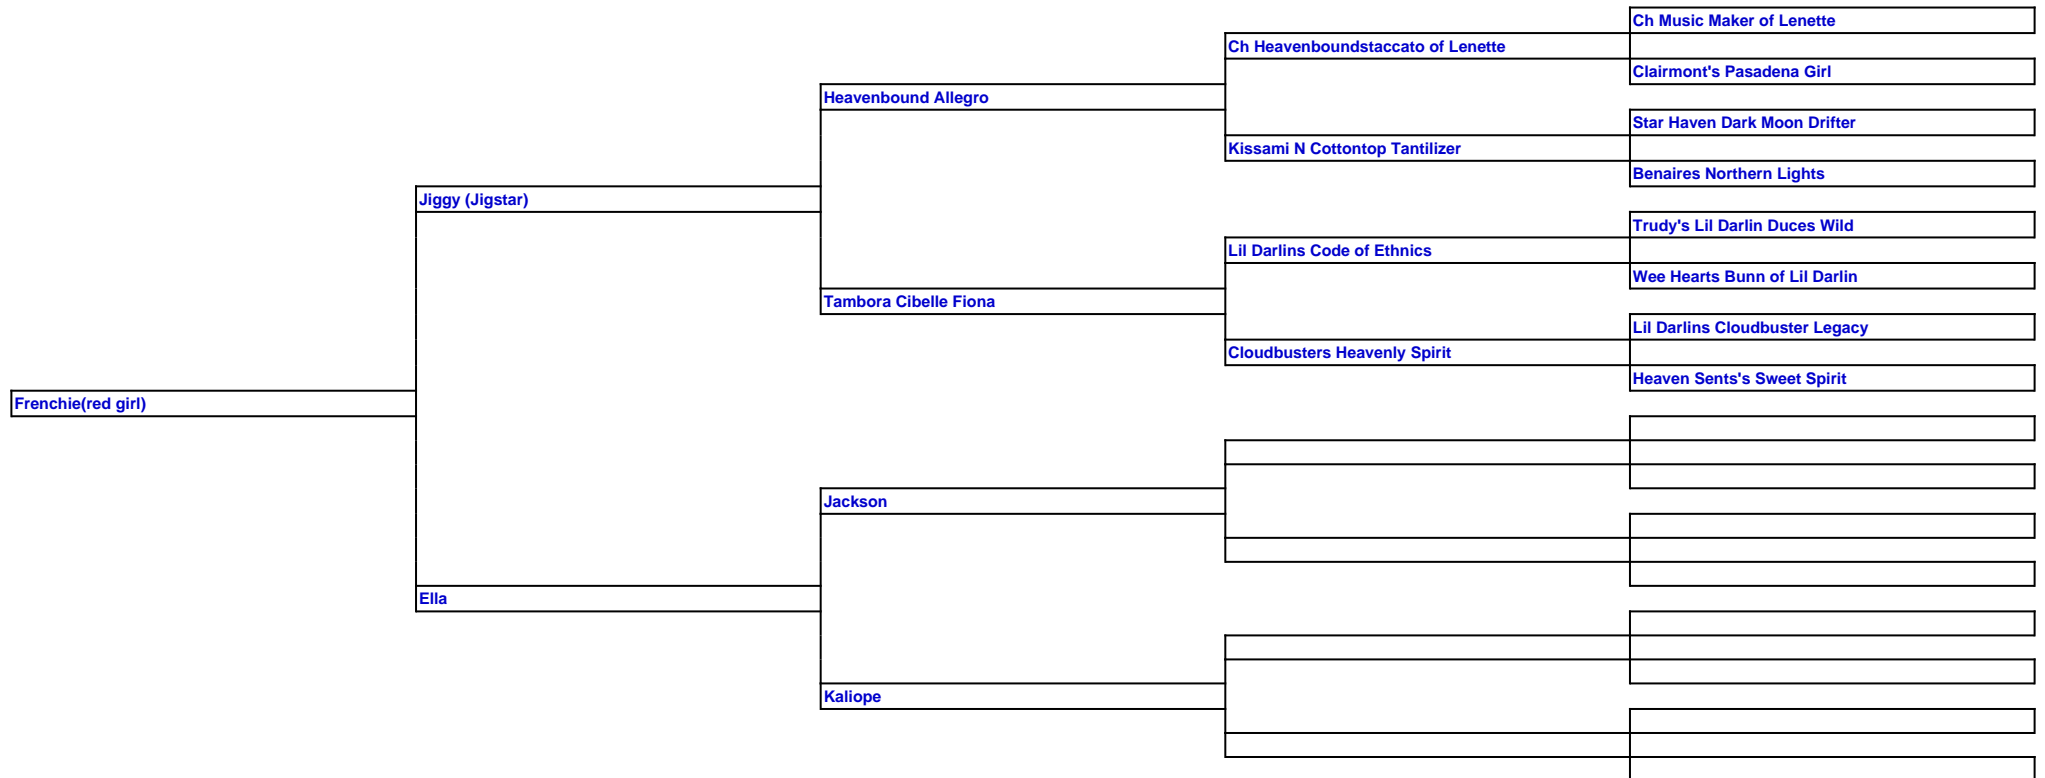 Ch Music Maker of Lenette
Ch Heavenboundstaccato of Lenette
Clairmont's Pasadena Girl
Heavenbound Allegro
Star Haven Dark Moon Drifter
Kissami N Cottontop Tantilizer
Benaires Northern Lights
Jiggy (Jigstar)
Trudy's Lil Darlin Duces Wild
Lil Darlins Code of Ethnics
Wee Hearts Bunn of Lil Darlin
Tambora Cibelle Fiona
Lil Darlins Cloudbuster Legacy
Cloudbusters Heavenly Spirit
Heaven Sents's Sweet Spirit
Frenchie(red girl)
Jackson
Ella
Kaliope